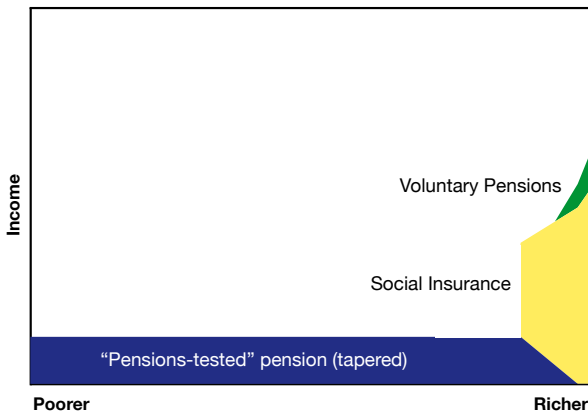 Income
Voluntary Pensions
Social Insurance
“Pensions-tested” pension (tapered)
Poorer
Richer